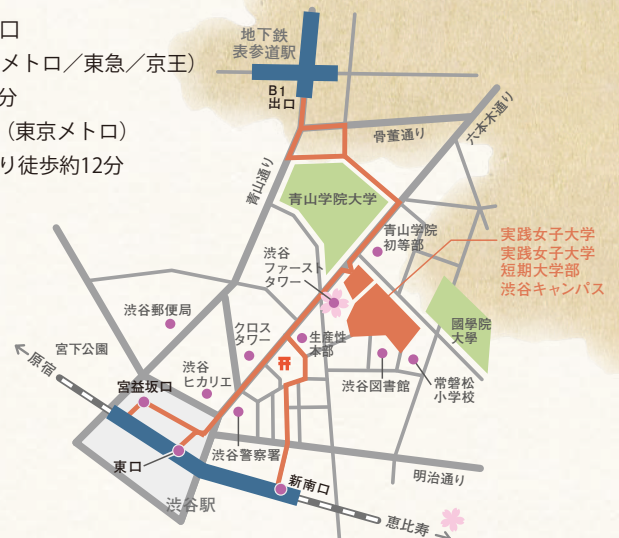 口
メトロ／東急／京王）
分
（東京メトロ）
り徒歩約12分
地下鉄
表参道駅
B1
出口
骨董通り
六本木通り
青山通り
青山学院大学
青山学院
初等部
実践女子大学
実践女子大学
短期大学部
渋谷キャンパス
渋谷
ファースト
タワー
渋谷郵便局
クロス
タワー
生産性
本部
國學院
大學
宮下公園
渋谷
ヒカリエ
渋谷図書館
常磐松
小学校
原宿
宮益坂口
渋谷警察署
東口
明治通り
新南口
渋谷駅
恵比寿